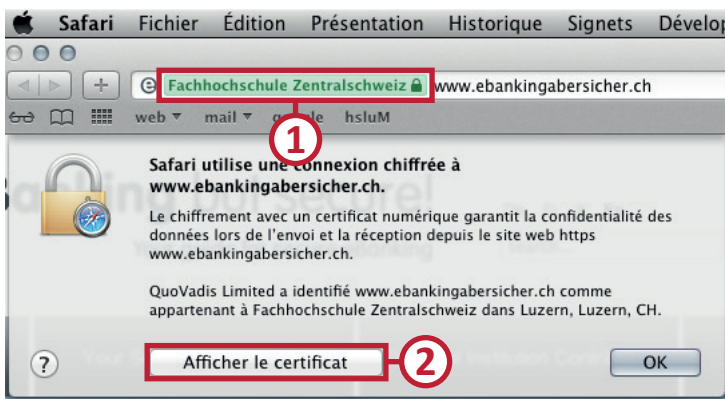 Safari Fichier Édition Présentation Historique Signets Dévelop
Fachhochschule Zentralschweiz www.ebankingabersicher.ch
web mail hsluM
1
Safari utilise une connexion chiffrée à
www.ebankingabersicher.ch.
Le chiffrement avec un certificat numérique garantit la confidentialité des
données lors de l'envoi et la réception depuis le site web https
www.ebankingabersicher.ch.
QuoVadis Limited a identifié www.ebankingabersicher.ch comme
appartenant à Fachhochschule Zentralschweiz dans Luzern, Luzern, CH.
? Afficher le certificat 2 OK